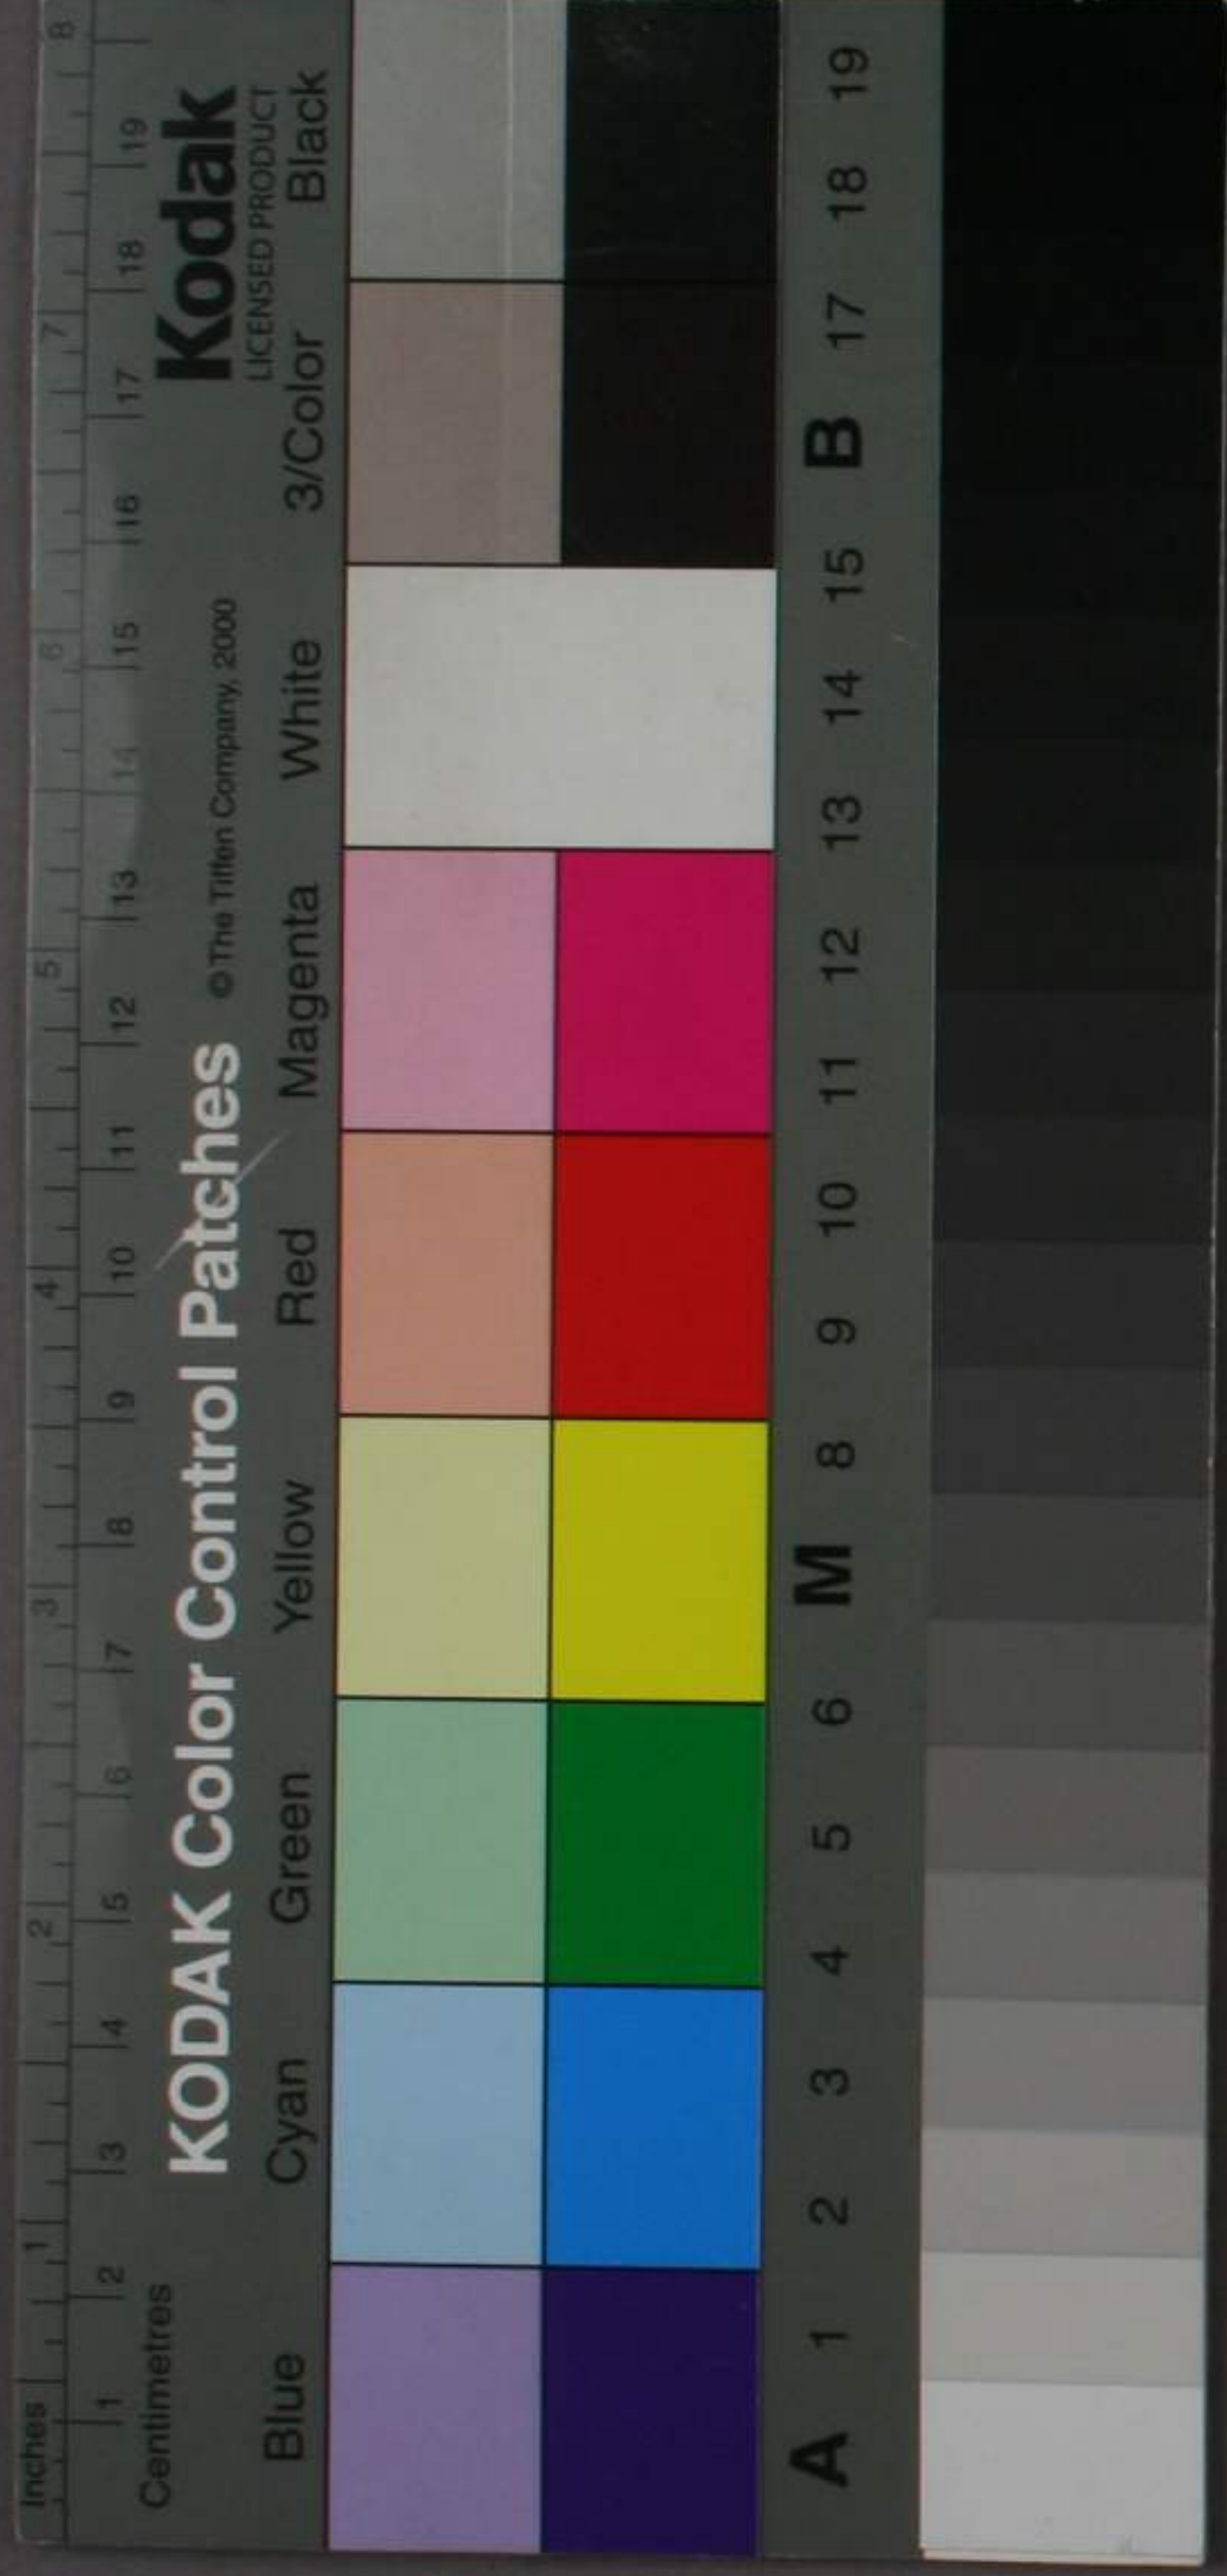 Inches 1 2 3 4 5 6 7 8
1 2 3 4 5 6 7 8 9 10 11 12 13 14 15 16 17 18 19
Centimetres
KODAK Color Control Patches © The Tiffen Company, 2000 Kodak
LICENSED PRODUCT
Blue Cyan Green Yellow Red Magenta White 3/Color Black
A 1 2 3 4 5 6 M 8 9 10 11 12 13 14 15 B 17 18 19